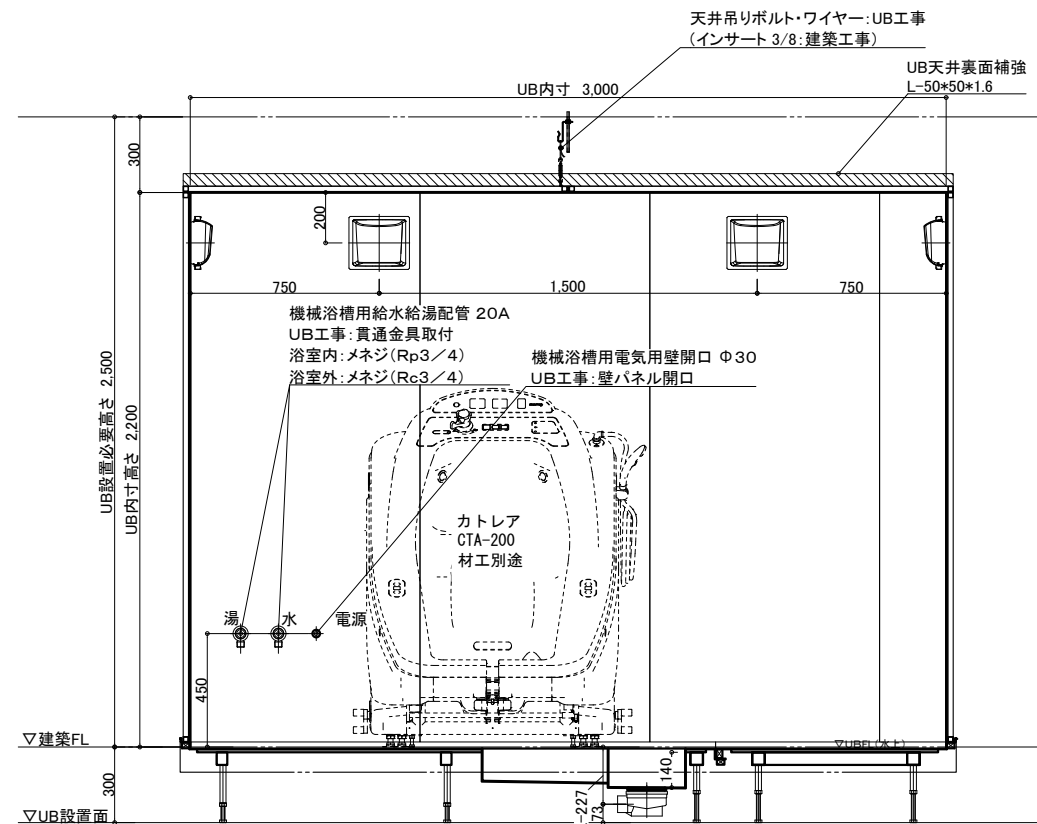 天井吊りボルト・ワイヤー:UB工事
(インサート 3/8:建築工事)
UB天井裏面補強
L-50*50*1.6
UB内寸 3,000
300
200
750
1,500
750
機械浴槽用給水給湯配管 20A
UB工事:貫通金具取付
浴室内:メネジ(Rp3/4)
浴室外:メネジ(Rc3/4)
機械浴槽用電気用壁開口 Φ30
UB工事:壁パネル開口
UB設置必要高さ 2,500
UB内寸高さ 2,200
カトレア
CTA-200
材工別途
湯
水
電源
450
▽建築FL
▽UBFL(水上)
140
300
-227
73
▽UB設置面